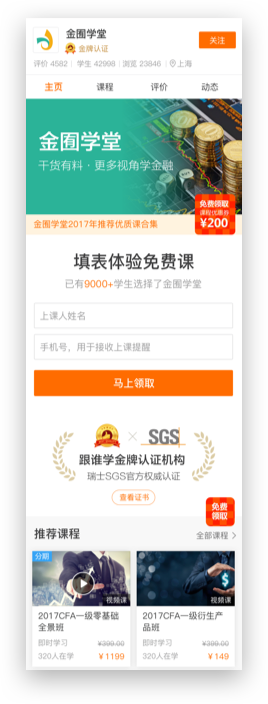 金囿学堂
金牌认证
关注
评价 4582 | 学生 42998 | 浏览 23846 | 上海
主页 课程 评价 动态
金囿学堂
干货有料·更多视角学金融
免费领取
课程优惠券
¥200
金囿学堂2017年推荐优质课合集
填表体验免费课
已有9000+学生选择了金囿学堂
上课人姓名
手机号,用于接收上课提醒
马上领取
SGS
跟谁学金牌认证机构
瑞士SGS官方权威认证
查看证书
免费
领取
推荐课程
全部课程
分期
视频课
2017CFA一级零基础
全景班
即时学习 ¥399.00
320人在学 ¥1199
视频课
2017CFA一级衍生产
品班
即时学习 ¥399.00
320人在学 ¥149